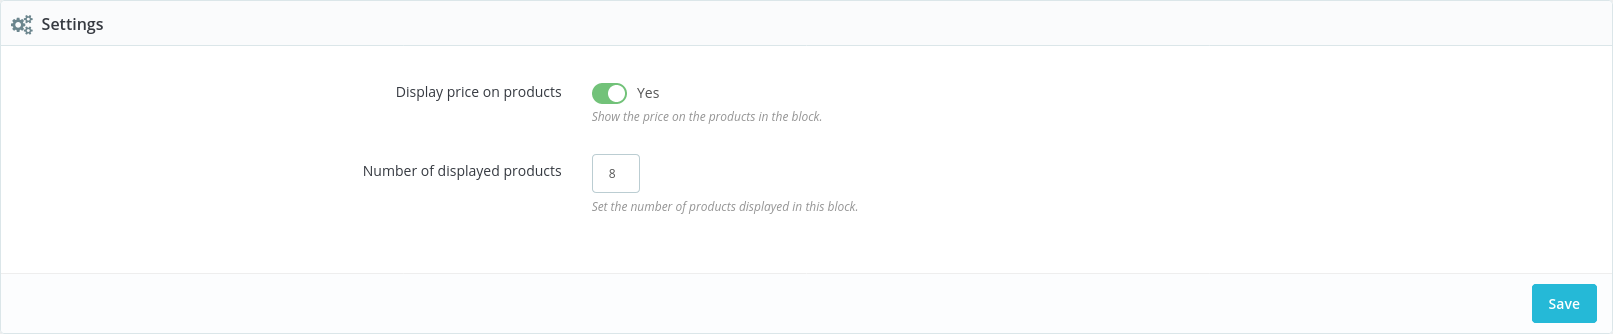 Settings
Display price on products
Yes
Show the price on the products in the block.
Number of displayed products
8
Set the number of products displayed in this block.
Save